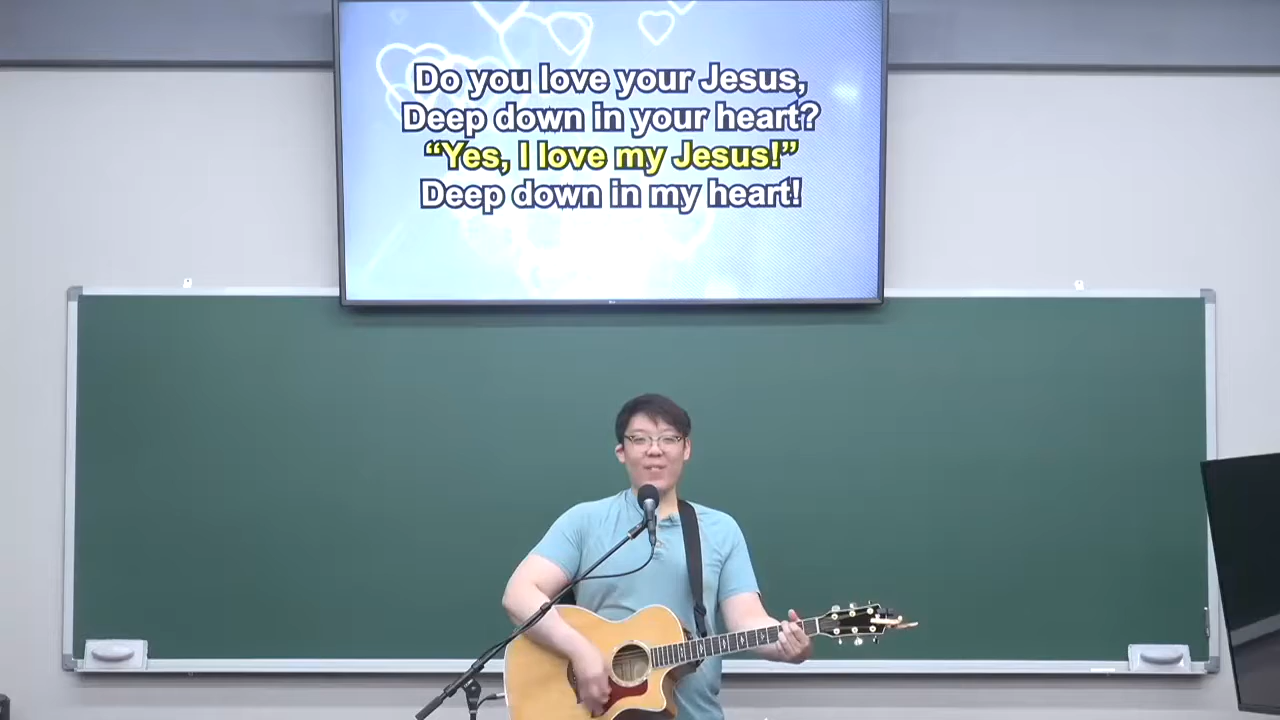 Do you love your Jesus,
Deep down in your heart?
“Yes, I love my Jesus!”
Deep down in my heart!